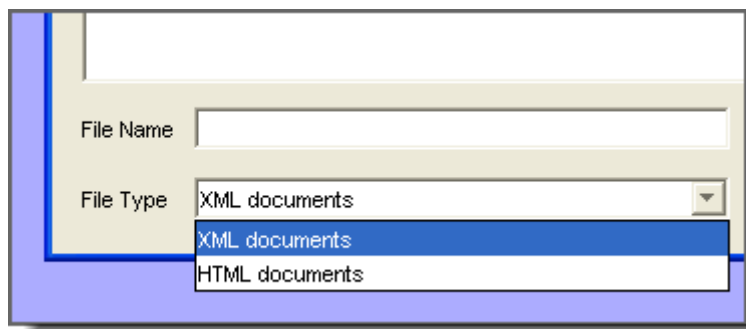 File Name
File Type XML documents
XML documents
HTML documents